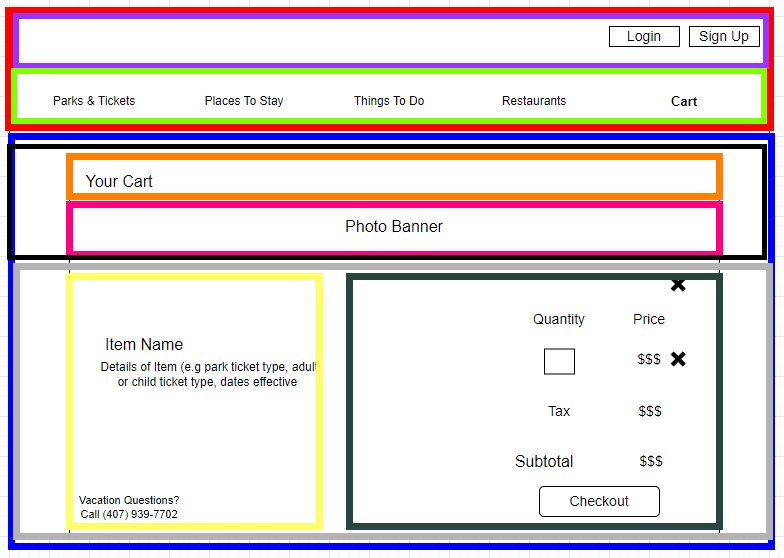 Login Sign Up
Parks & Tickets Places To Stay Things To Do Restaurants Cart
Your Cart
Photo Banner
Quantity Price
Item Name
$$$
Details of Item (e.g park ticket type, adult
or child ticket type, dates effective
Tax $$$
Subtotal $$$
Vacation Questions?
Call (407) 939-7702
Checkout